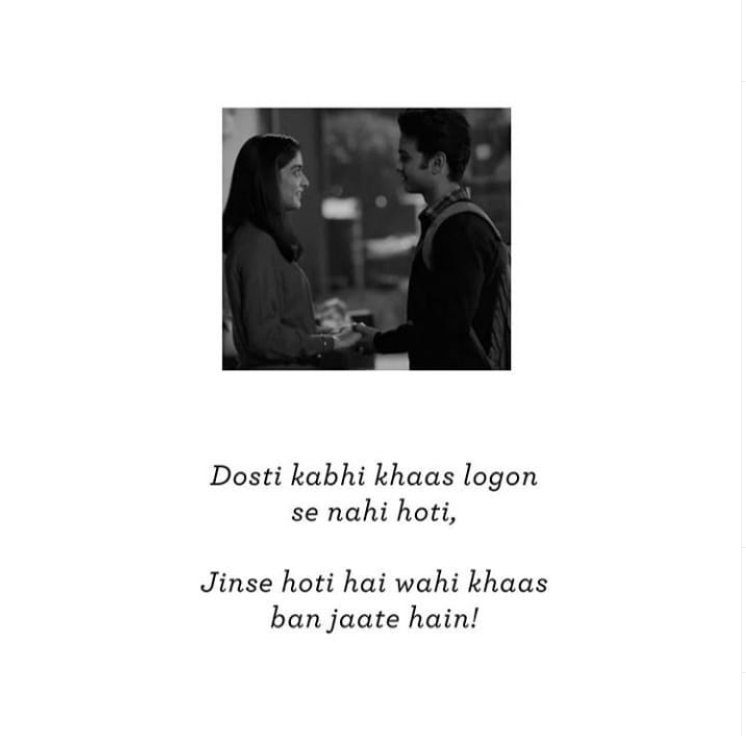 Dosti kabhi khaas logon
se nahi hoti,
Jinse hoti hai wahi khaas
ban jaate hain!